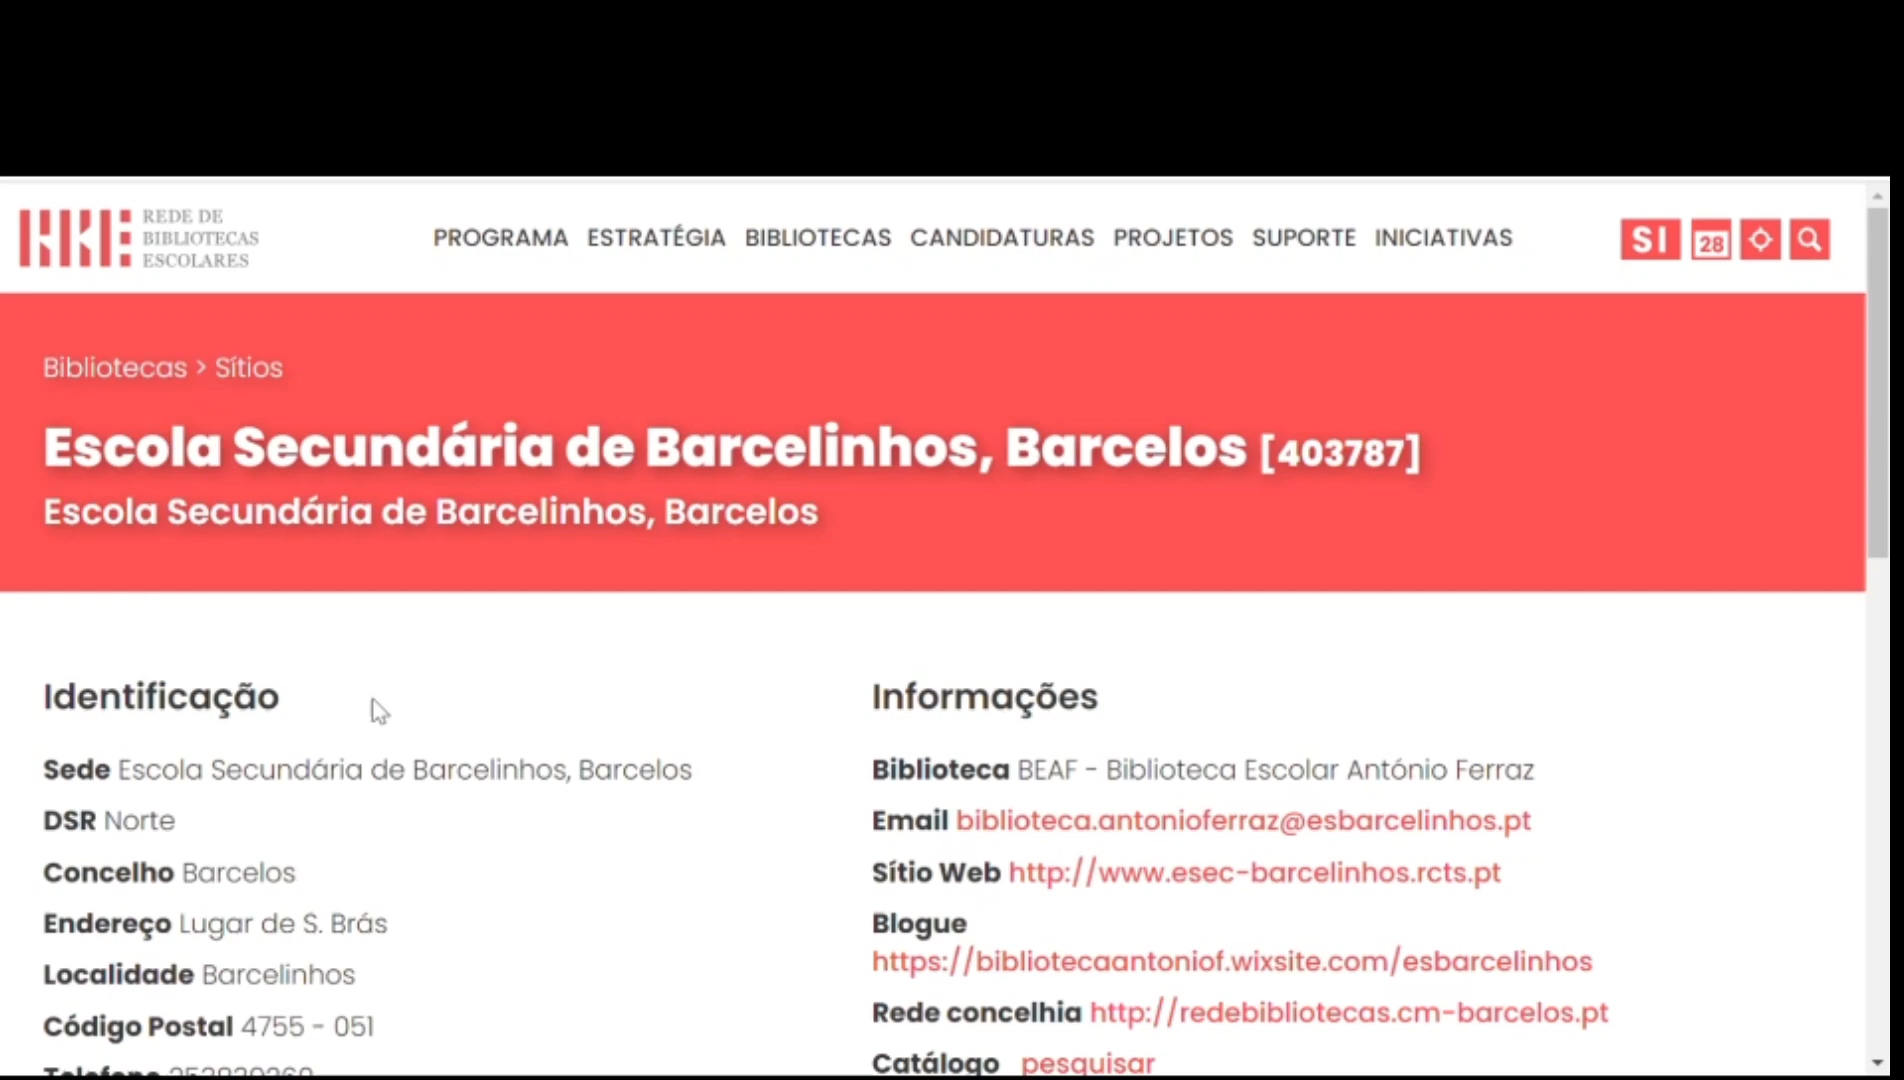 REDE DE
BIBLIOTECAS
ESCOLARES
PROGRAMA ESTRATÉGIA BIBLIOTECAS CANDIDATURAS PROJETOS SUPORTE INICIATIVAS
SI 28
Bibliotecas > Sítios
Escola Secundária de Barcelinhos, Barcelos [403787]
Escola Secundária de Barcelinhos, Barcelos
Identificação
Sede Escola Secundária de Barcelinhos, Barcelos
DSR Norte
Concelho Barcelos
Endereço Lugar de S. Brás
Localidade Barcelinhos
Código Postal 4755 - 051
Telefone
Informações
Biblioteca BEAF - Biblioteca Escolar António Ferraz
Email biblioteca.antonioferraz@esbarcelinhos.pt
Sítio Web http://www.esec-barcelinhos.rcts.pt
Blogue
https://bibliotecaantoniof.wixsite.com/esbarcelinhos
Rede concelhia http://redebibliotecas.cm-barcelos.pt
Catálogo pesquisar